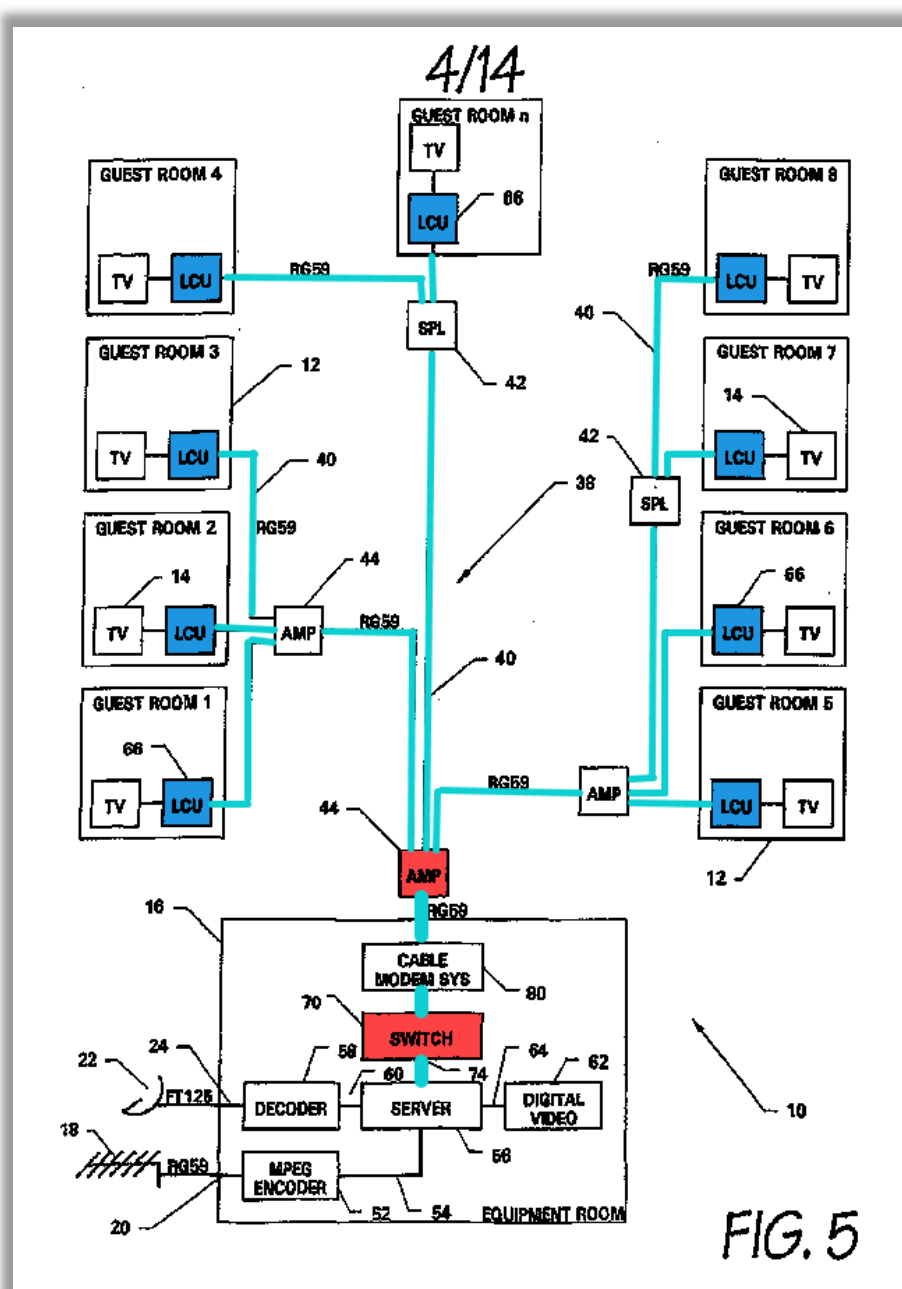 4/14
GUEST ROOM n
TV
LCU
66
GUEST ROOM 4
TV
LCU
RG59
SPL
42
GUEST ROOM 8
RG59
LCU
TV
40
GUEST ROOM 3
12
TV
LCU
40
RG59
GUEST ROOM 7
14
LCU
TV
42
SPL
38
GUEST ROOM 2
14
TV
LCU
44
AMP
RG59
40
GUEST ROOM 6
66
LCU
TV
GUEST ROOM 1
66
TV
LCU
GUEST ROOM 5
LCU
TV
12
RG59
AMP
44
AMP
RG59
16
CABLE
MODEM SYS
80
70
SWITCH
74
22
24
FT125
58
DECODER
60
SERVER
56
64
62
DIGITAL
VIDEO
10
18
RG59
20
MPEG
ENCODER
52
54
EQUIPMENT ROOM
FIG. 5